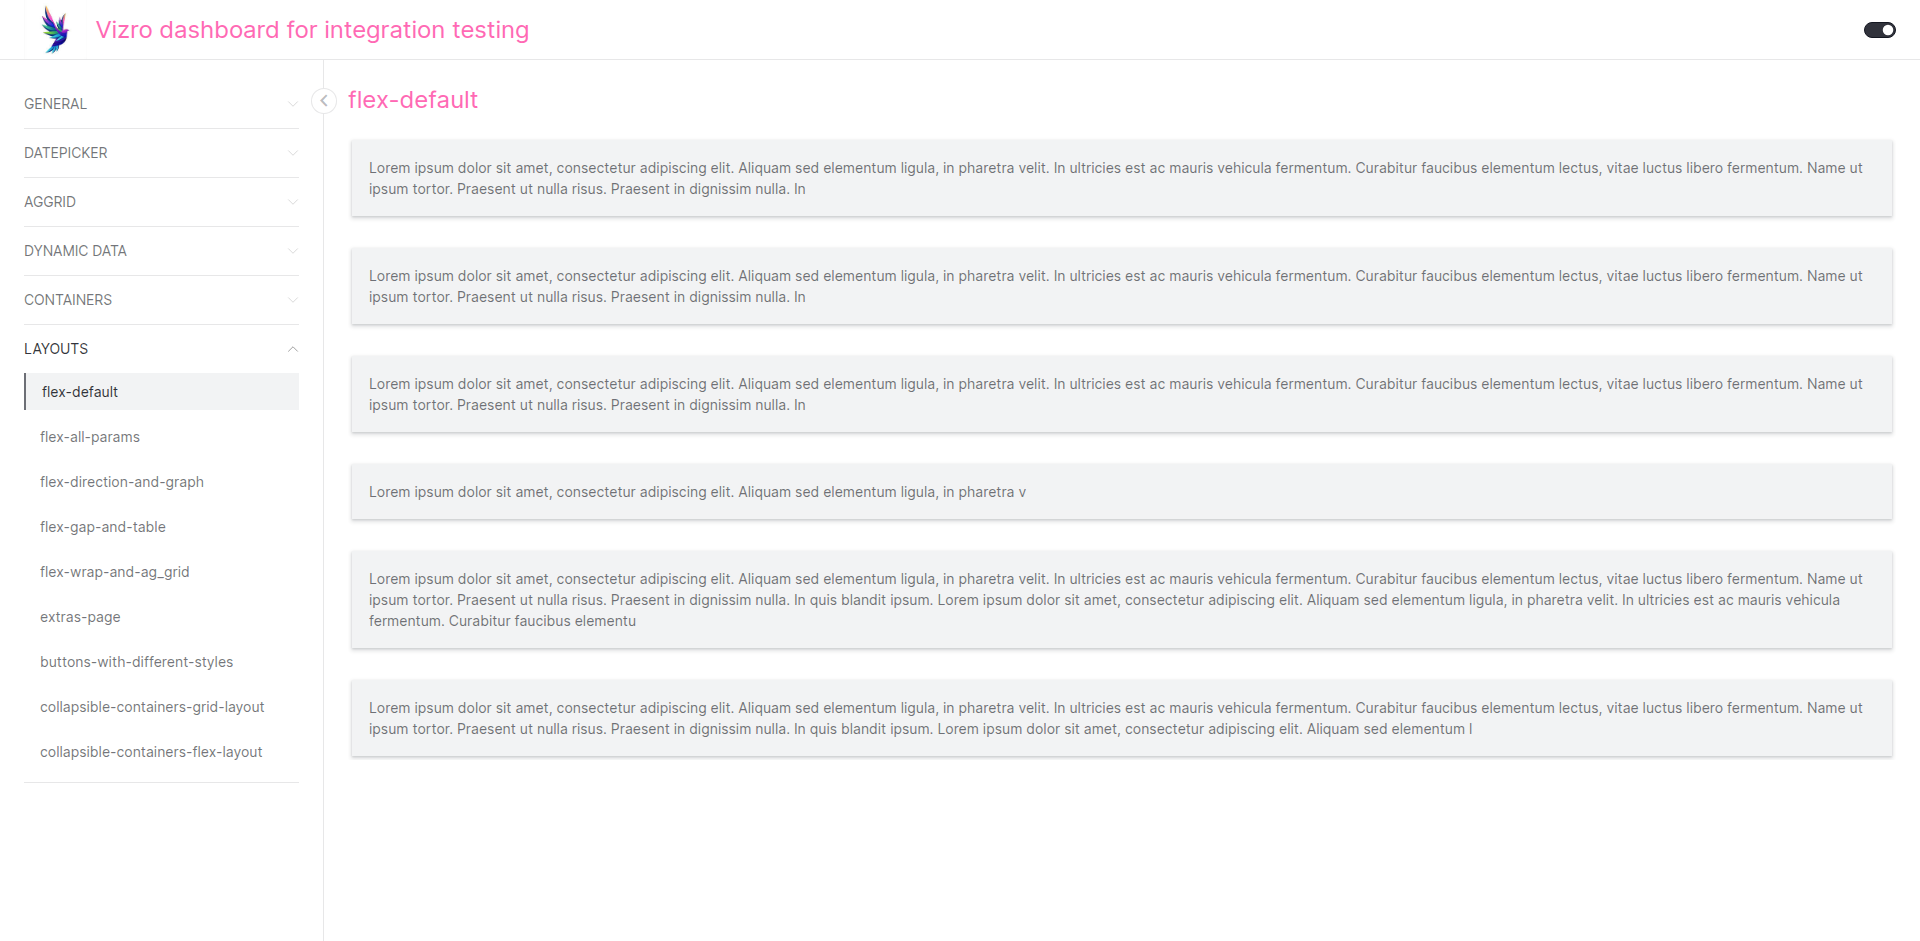 Vizro dashboard for integration testing
GENERAL
DATEPICKER
AGGRID
DYNAMIC DATA
CONTAINERS
LAYOUTS
flex-default
flex-all-params
flex-direction-and-graph
flex-gap-and-table
flex-wrap-and-ag_grid
extras-page
buttons-with-different-styles
collapsible-containers-grid-layout
collapsible-containers-flex-layout
flex-default
Lorem ipsum dolor sit amet, consectetur adipiscing elit. Aliquam sed elementum ligula, in pharetra velit. In ultricies est ac mauris vehicula fermentum. Curabitur faucibus elementum lectus, vitae luctus libero fermentum. Name ut
ipsum tortor. Praesent ut nulla risus. Praesent in dignissim nulla. In
Lorem ipsum dolor sit amet, consectetur adipiscing elit. Aliquam sed elementum ligula, in pharetra velit. In ultricies est ac mauris vehicula fermentum. Curabitur faucibus elementum lectus, vitae luctus libero fermentum. Name ut
ipsum tortor. Praesent ut nulla risus. Praesent in dignissim nulla. In
Lorem ipsum dolor sit amet, consectetur adipiscing elit. Aliquam sed elementum ligula, in pharetra velit. In ultricies est ac mauris vehicula fermentum. Curabitur faucibus elementum lectus, vitae luctus libero fermentum. Name ut
ipsum tortor. Praesent ut nulla risus. Praesent in dignissim nulla. In
Lorem ipsum dolor sit amet, consectetur adipiscing elit. Aliquam sed elementum ligula, in pharetra v
Lorem ipsum dolor sit amet, consectetur adipiscing elit. Aliquam sed elementum ligula, in pharetra velit. In ultricies est ac mauris vehicula fermentum. Curabitur faucibus elementum lectus, vitae luctus libero fermentum. Name ut
ipsum tortor. Praesent ut nulla risus. Praesent in dignissim nulla. In quis blandit ipsum. Lorem ipsum dolor sit amet, consectetur adipiscing elit. Aliquam sed elementum ligula, in pharetra velit. In ultricies est ac mauris vehicula
fermentum. Curabitur faucibus elementu
Lorem ipsum dolor sit amet, consectetur adipiscing elit. Aliquam sed elementum ligula, in pharetra velit. In ultricies est ac mauris vehicula fermentum. Curabitur faucibus elementum lectus, vitae luctus libero fermentum. Name ut
ipsum tortor. Praesent ut nulla risus. Praesent in dignissim nulla. In quis blandit ipsum. Lorem ipsum dolor sit amet, consectetur adipiscing elit. Aliquam sed elementum l